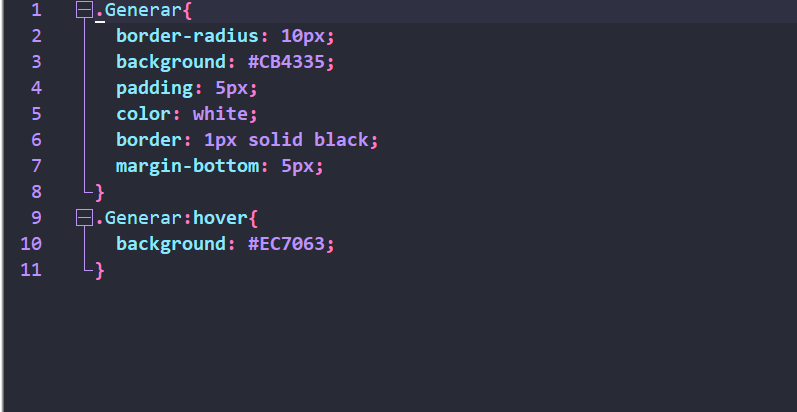 1 .Generar{
2 border-radius: 10px;
3 background: #CB4335;
4 padding: 5px;
5 color: white;
6 border: 1px solid black;
7 margin-bottom: 5px;
8 }
9 .Generar:hover{
10 background: #EC7063;
11 }